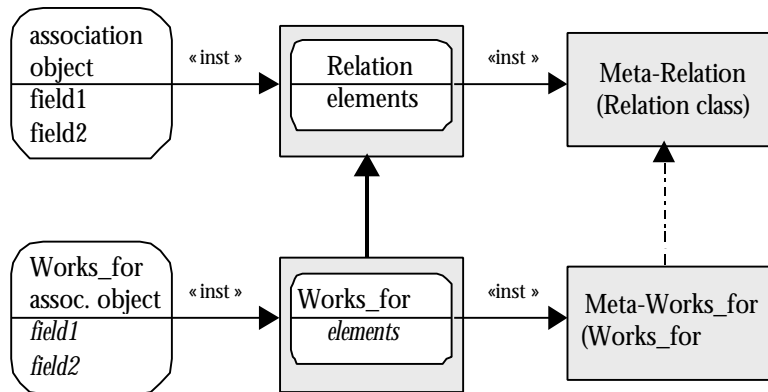 association
object
field1
field2
«inst »
Relation
elements
«inst »
Meta-Relation
(Relation class)
Works_for
assoc. object
field1
field2
«inst »
Works_for
elements
«inst »
Meta-Works_for
(Works_for